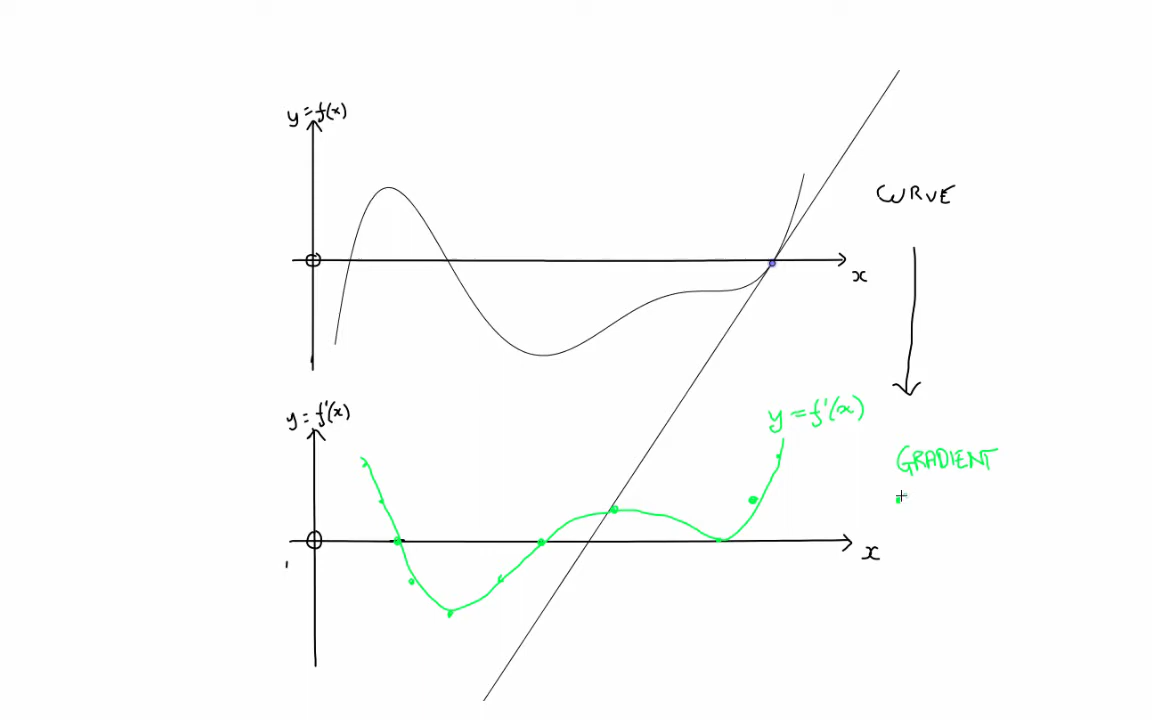 y = f(x)
x
CURVE
y = f'(x)
y = f'(x)
GRADIENT
x